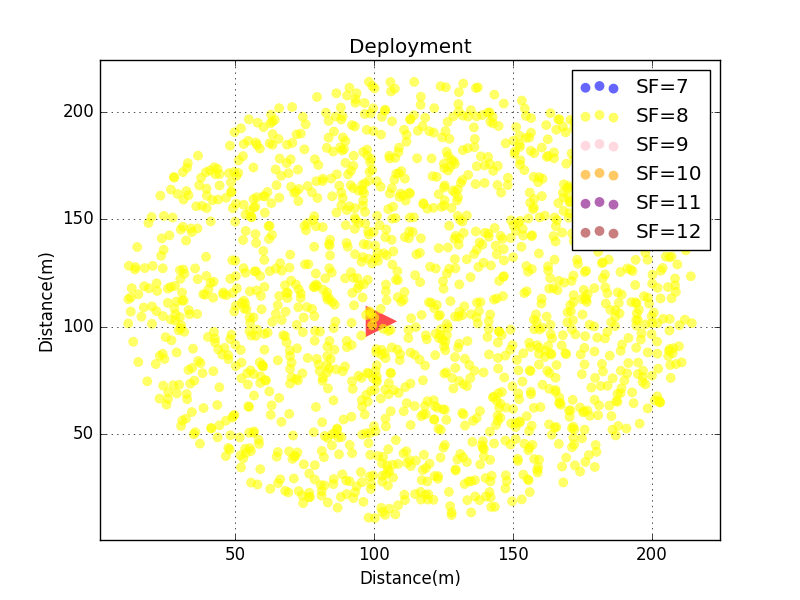 Deployment
SF=7
SF=8
SF=9
SF=10
SF=11
SF=12
200
150
100
50
Distance(m)
50
100
150
200
Distance(m)